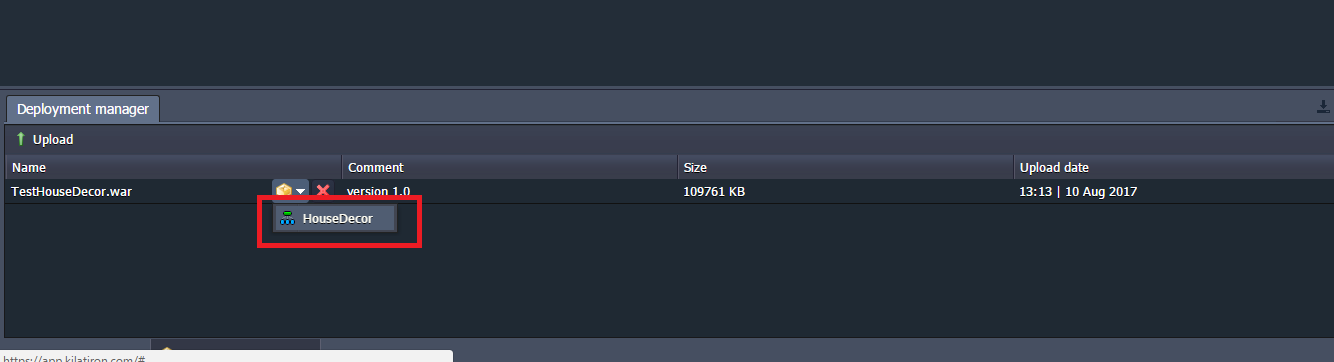 Deployment manager
Upload
Name Comment Size Upload date
TestHouseDecor.war version 1.0 109761 KB 13:13 | 10 Aug 2017
HouseDecor
https://app.kilatiron.com/#